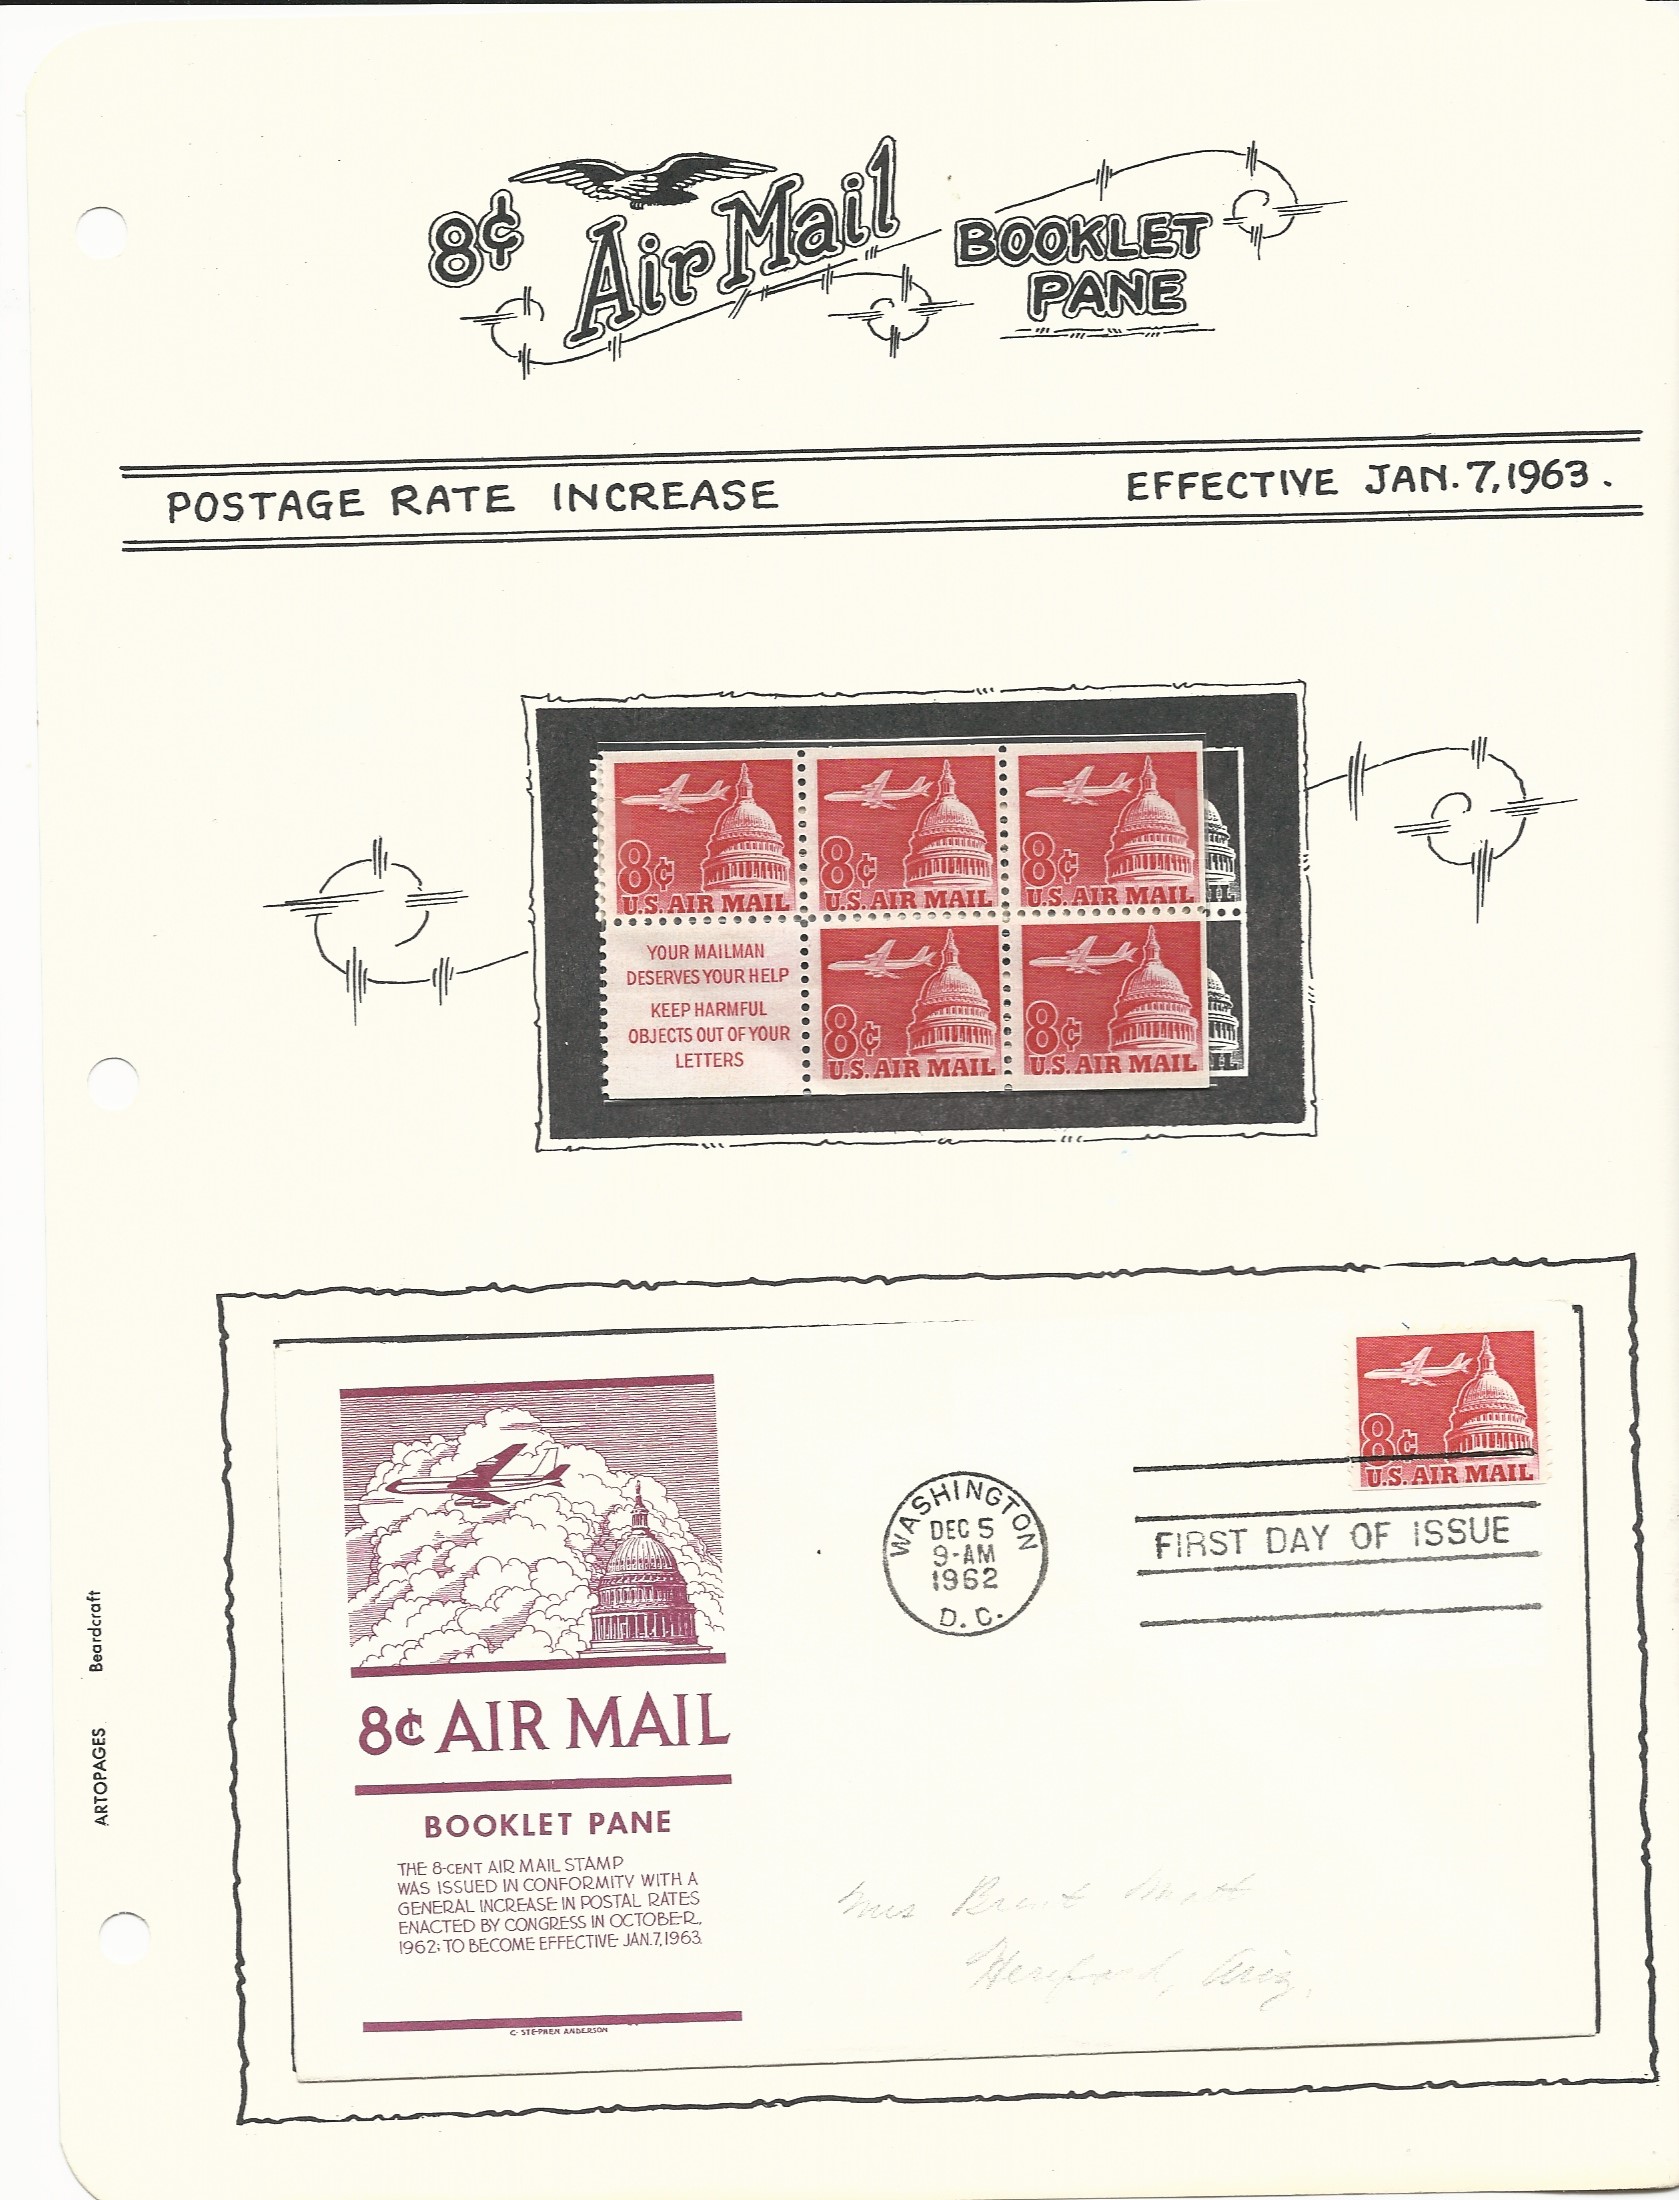 8¢ Air Mail BOOKLET
PANE
POSTAGE RATE INCREASE EFFECTIVE JAN. 7, 1963.
8¢
U.S. AIR MAIL
8¢
U.S. AIR MAIL
8¢
U.S. AIR MAIL
IL
YOUR MAILMAN
DESERVES YOUR HELP
KEEP HARMFUL
OBJECTS OUT OF YOUR
LETTERS
8¢
U.S. AIR MAIL
8¢
U.S. AIR MAIL
IL
8¢
U.S. AIR MAIL
WASHINGTON
DEC 5
9-AM
1962
D. C.
FIRST DAY OF ISSUE
8¢ AIR MAIL
BOOKLET PANE
THE 8-CENT AIR MAIL STAMP
WAS ISSUED IN CONFORMITY WITH A
GENERAL INCREASE IN POSTAL RATES
ENACTED BY CONGRESS IN OCTOBER,
1962; TO BECOME EFFECTIVE JAN. 7, 1963.
C. STEPHEN ANDERSON
Hereford, Ariz.
ARTOPAGES Beardcraft